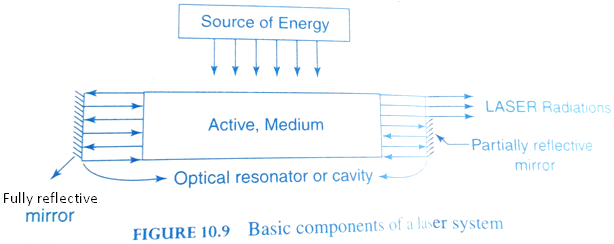 Source of Energy
Active, Medium
LASER Radiations
Partially reflective
mirror
Optical resonator or cavity
Fully reflective
mirror
FIGURE 10.9 Basic components of a laser system